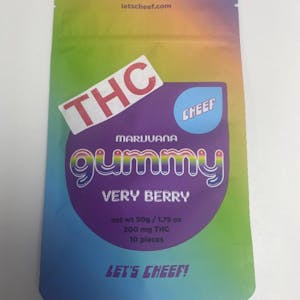 letscheef.com
THC
CHEEF
MARIJUANA
gummy
VERY BERRY
net wt 50g / 1.75 oz
200 mg THC
10 pieces
LET'S CHEEF!